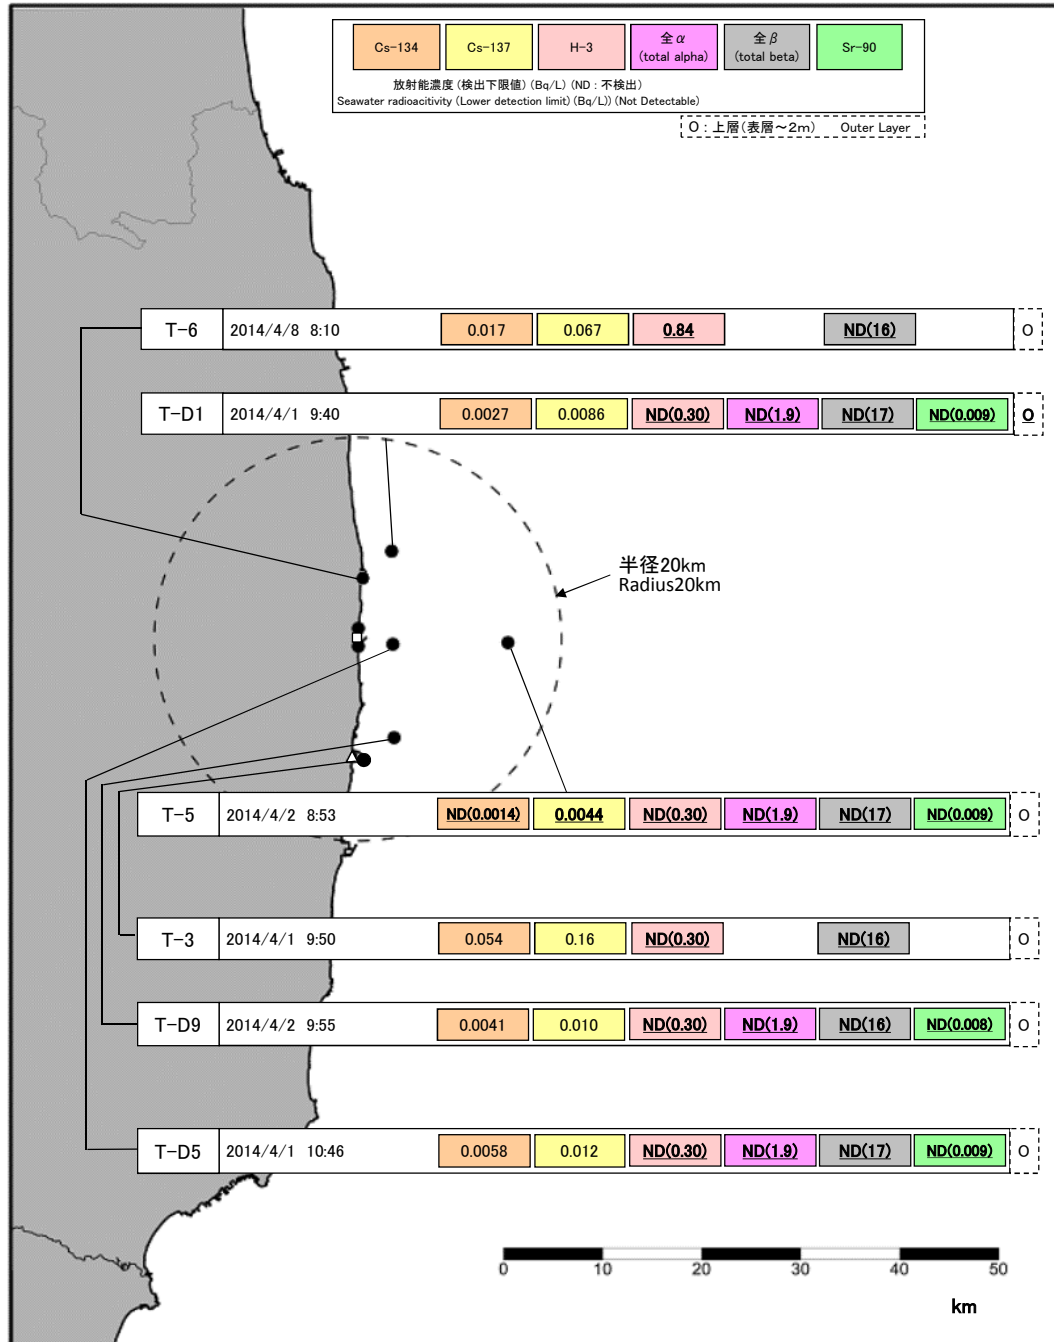 Cs-134 Cs-137 H-3 全α 全β Sr-90
(total alpha) (total beta)
放射能濃度 (検出下限値) (Bq/L) (ND : 不検出)
Seawater radioacitivity (Lower detection limit) (Bq/L)) (Not Detectable)
O : 上層(表層～2m) Outer Layer
T-6 2014/4/8 8:10 0.017 0.067 0.84 ND(16) O
T-D1 2014/4/1 9:40 0.0027 0.0086 ND(0.30) ND(1.9) ND(17) ND(0.009) O
半径20km
Radius20km
T-5 2014/4/2 8:53 ND(0.0014) 0.0044 ND(0.30) ND(1.9) ND(17) ND(0.009) O
T-3 2014/4/1 9:50 0.054 0.16 ND(0.30) ND(16) O
T-D9 2014/4/2 9:55 0.0041 0.010 ND(0.30) ND(1.9) ND(16) ND(0.008) O
T-D5 2014/4/1 10:46 0.0058 0.012 ND(0.30) ND(1.9) ND(17) ND(0.009) O
0 10 20 30 40 50
km